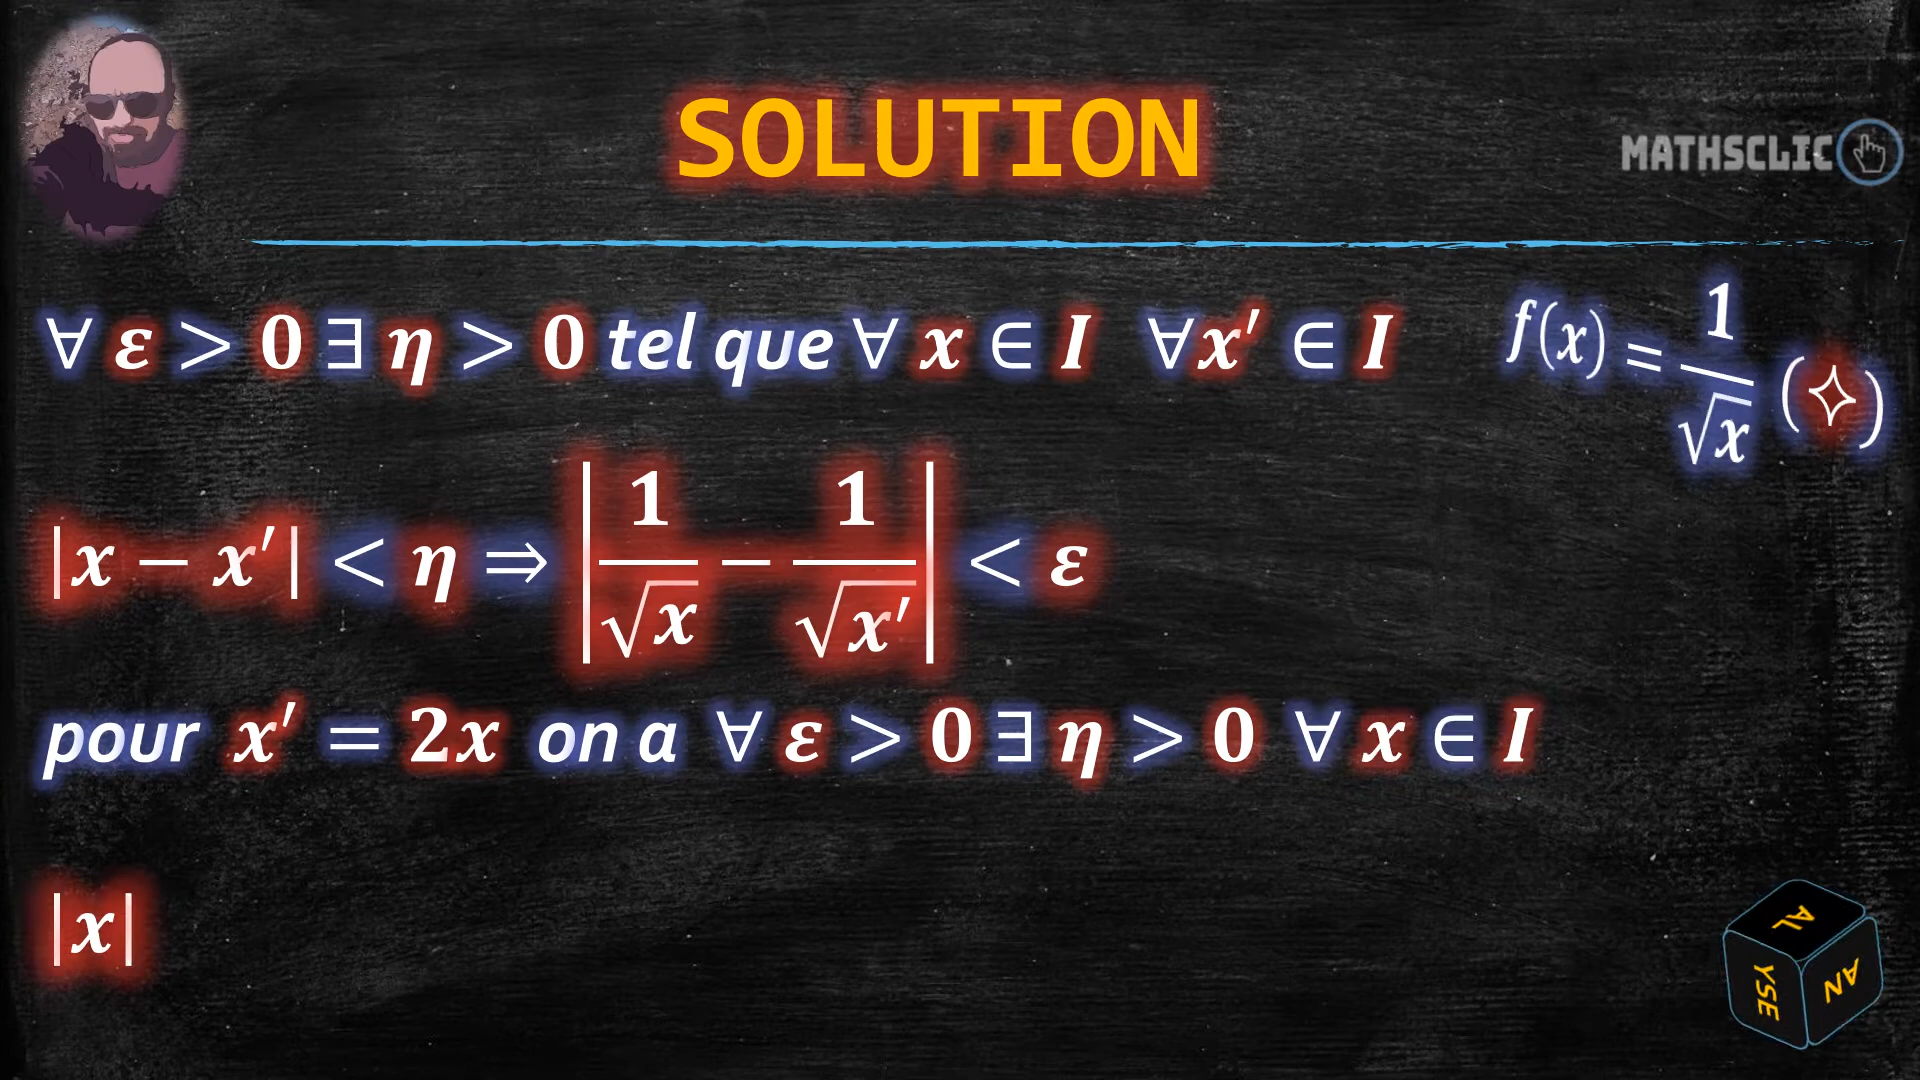 SOLUTION
MATHSCLIC
∀ ε > 0 ∃ η > 0 tel que ∀ x ∈ I ∀x′ ∈ I
f(x) = 1/√x (✧)
|x − x′| < η ⇒ |1/√x − 1/√x′| < ε
pour x′ = 2x on a ∀ ε > 0 ∃ η > 0 ∀ x ∈ I
|x|
AL
YSE
AN